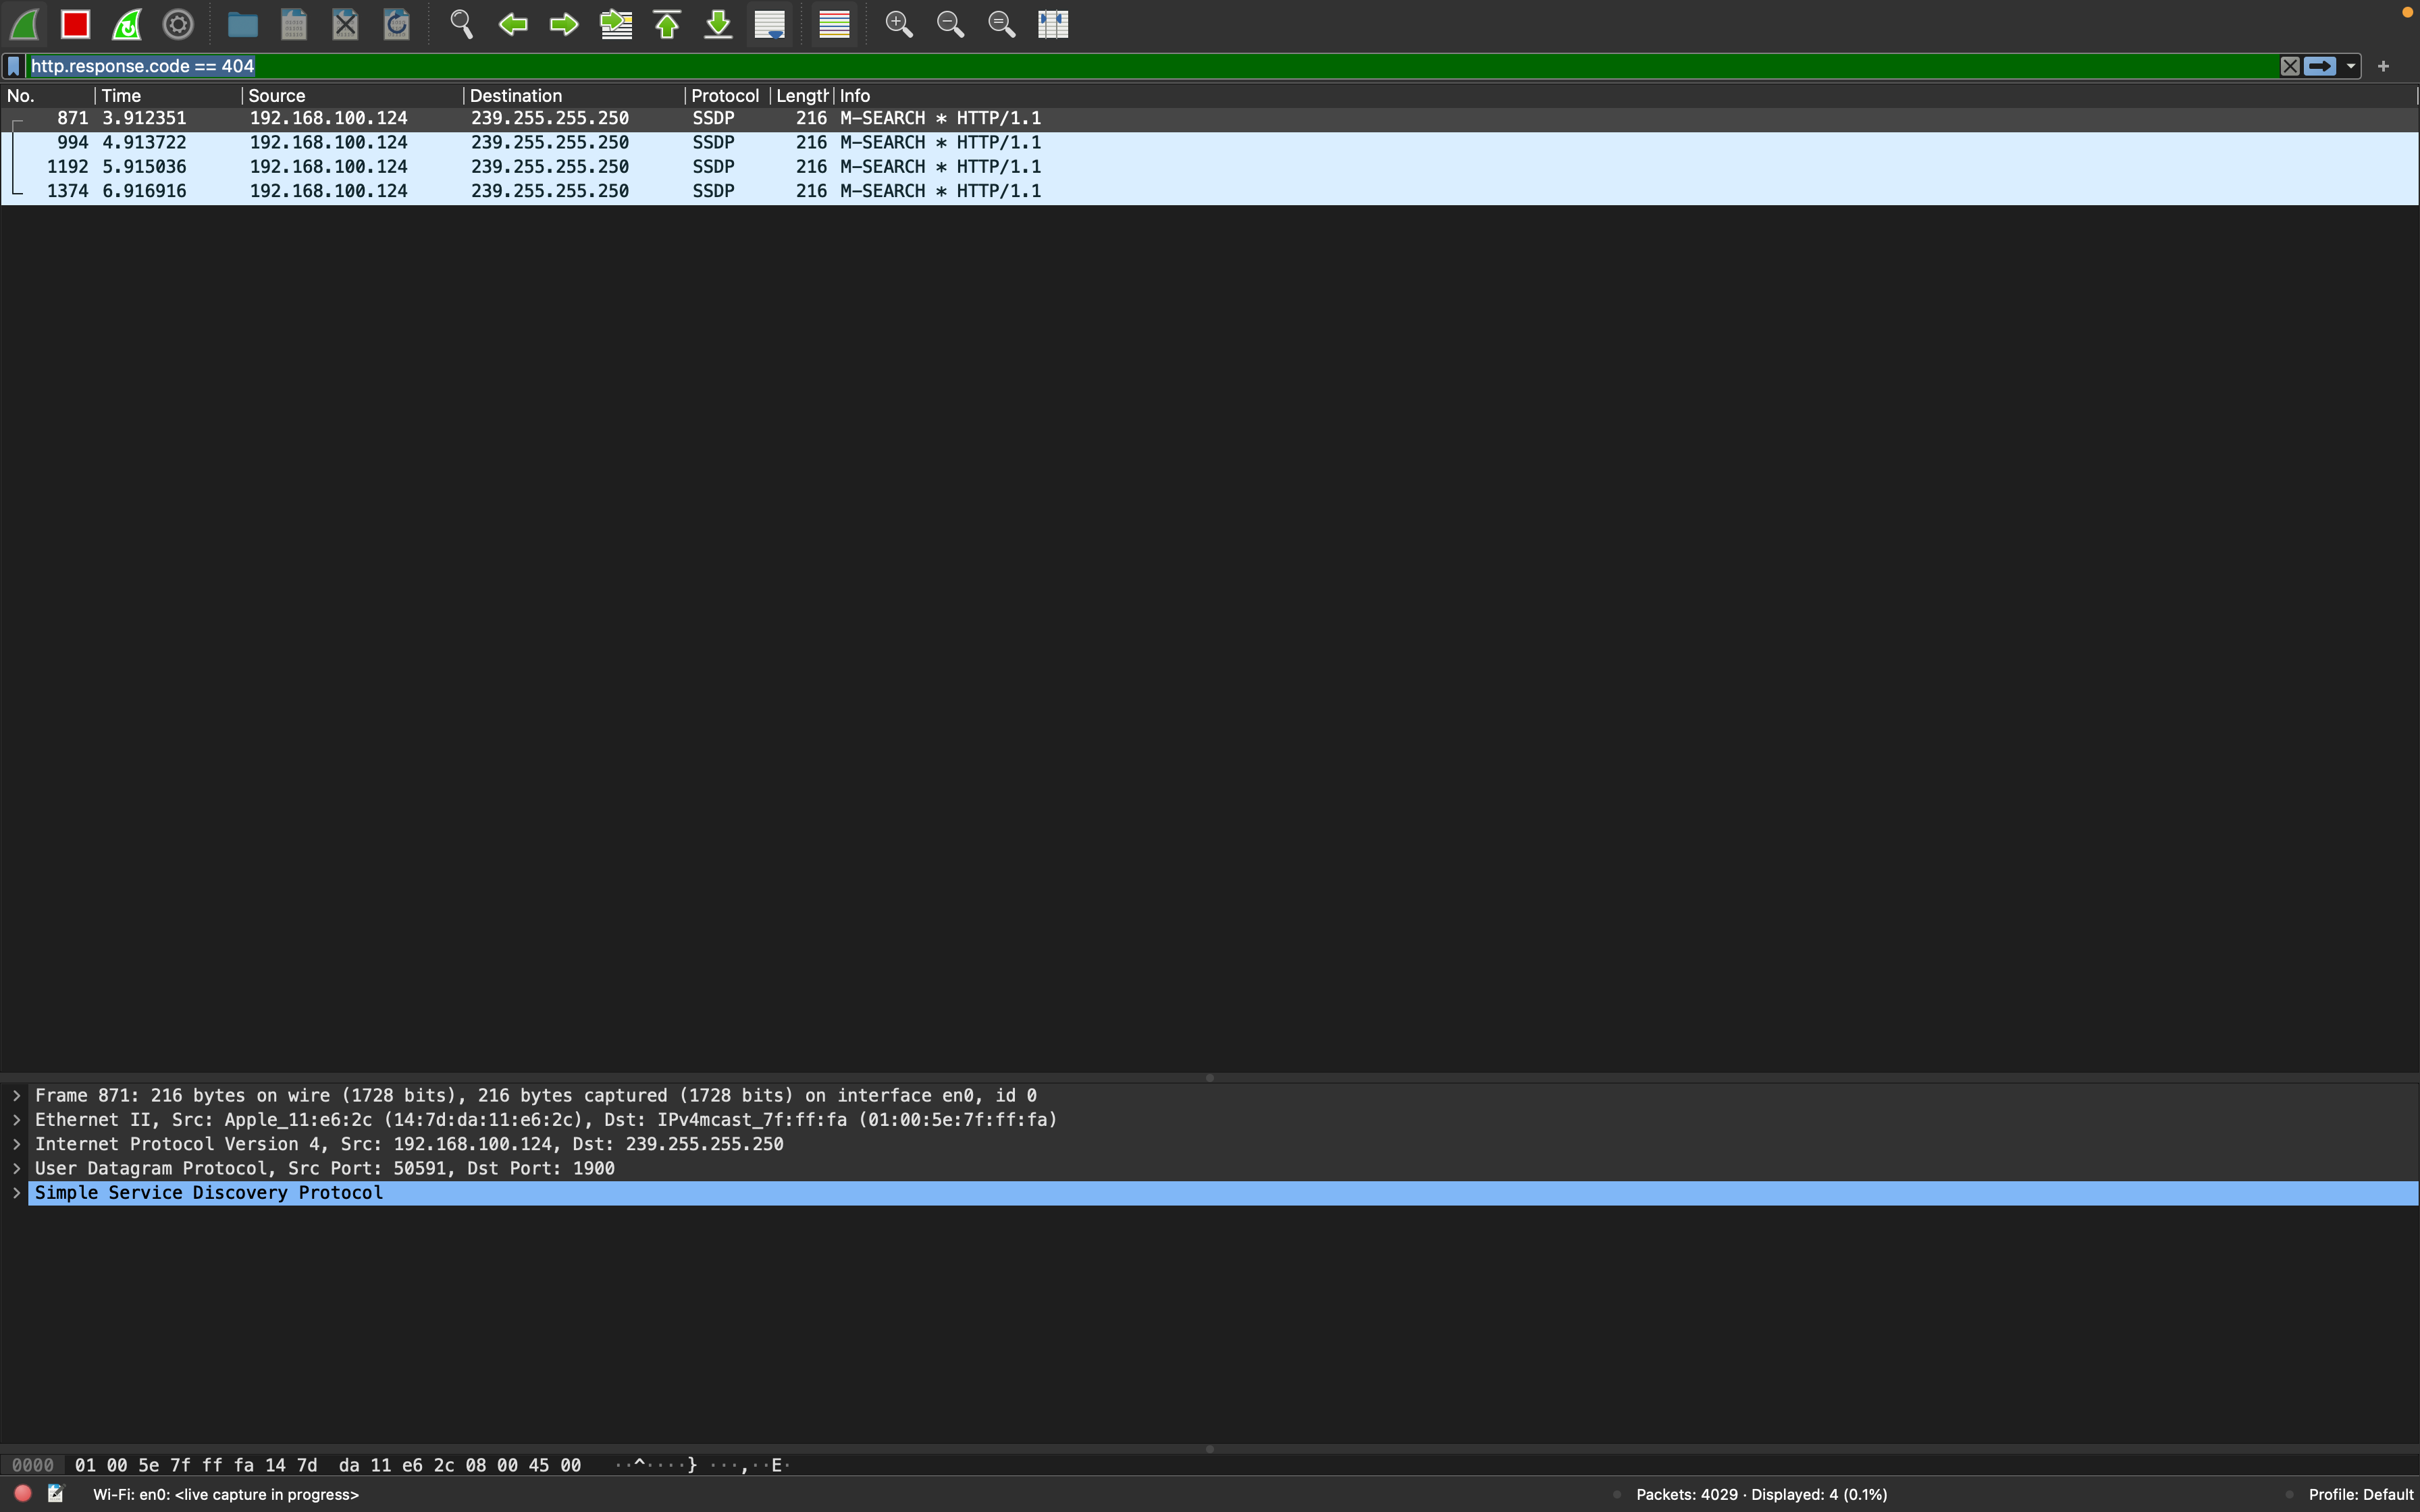 http.response.code == 404
No. Time Source Destination Protocol Length Info
871 3.912351 192.168.100.124 239.255.255.250 SSDP 216 M-SEARCH * HTTP/1.1
994 4.913722 192.168.100.124 239.255.255.250 SSDP 216 M-SEARCH * HTTP/1.1
1192 5.915036 192.168.100.124 239.255.255.250 SSDP 216 M-SEARCH * HTTP/1.1
1374 6.916916 192.168.100.124 239.255.255.250 SSDP 216 M-SEARCH * HTTP/1.1
Frame 871: 216 bytes on wire (1728 bits), 216 bytes captured (1728 bits) on interface en0, id 0
Ethernet II, Src: Apple_11:e6:2c (14:7d:da:11:e6:2c), Dst: IPv4mcast_7f:ff:fa (01:00:5e:7f:ff:fa)
Internet Protocol Version 4, Src: 192.168.100.124, Dst: 239.255.255.250
User Datagram Protocol, Src Port: 50591, Dst Port: 1900
Simple Service Discovery Protocol
0000 01 00 5e 7f ff fa 14 7d da 11 e6 2c 08 00 45 00 ··^····} ···,··E·
Wi-Fi: en0: <live capture in progress> Packets: 4029 · Displayed: 4 (0.1%) Profile: Default